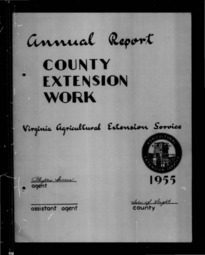 Annual Report
COUNTY
EXTENSION
WORK
Virginia Agricultural Extension Service
agent
1955
assistant agent
county